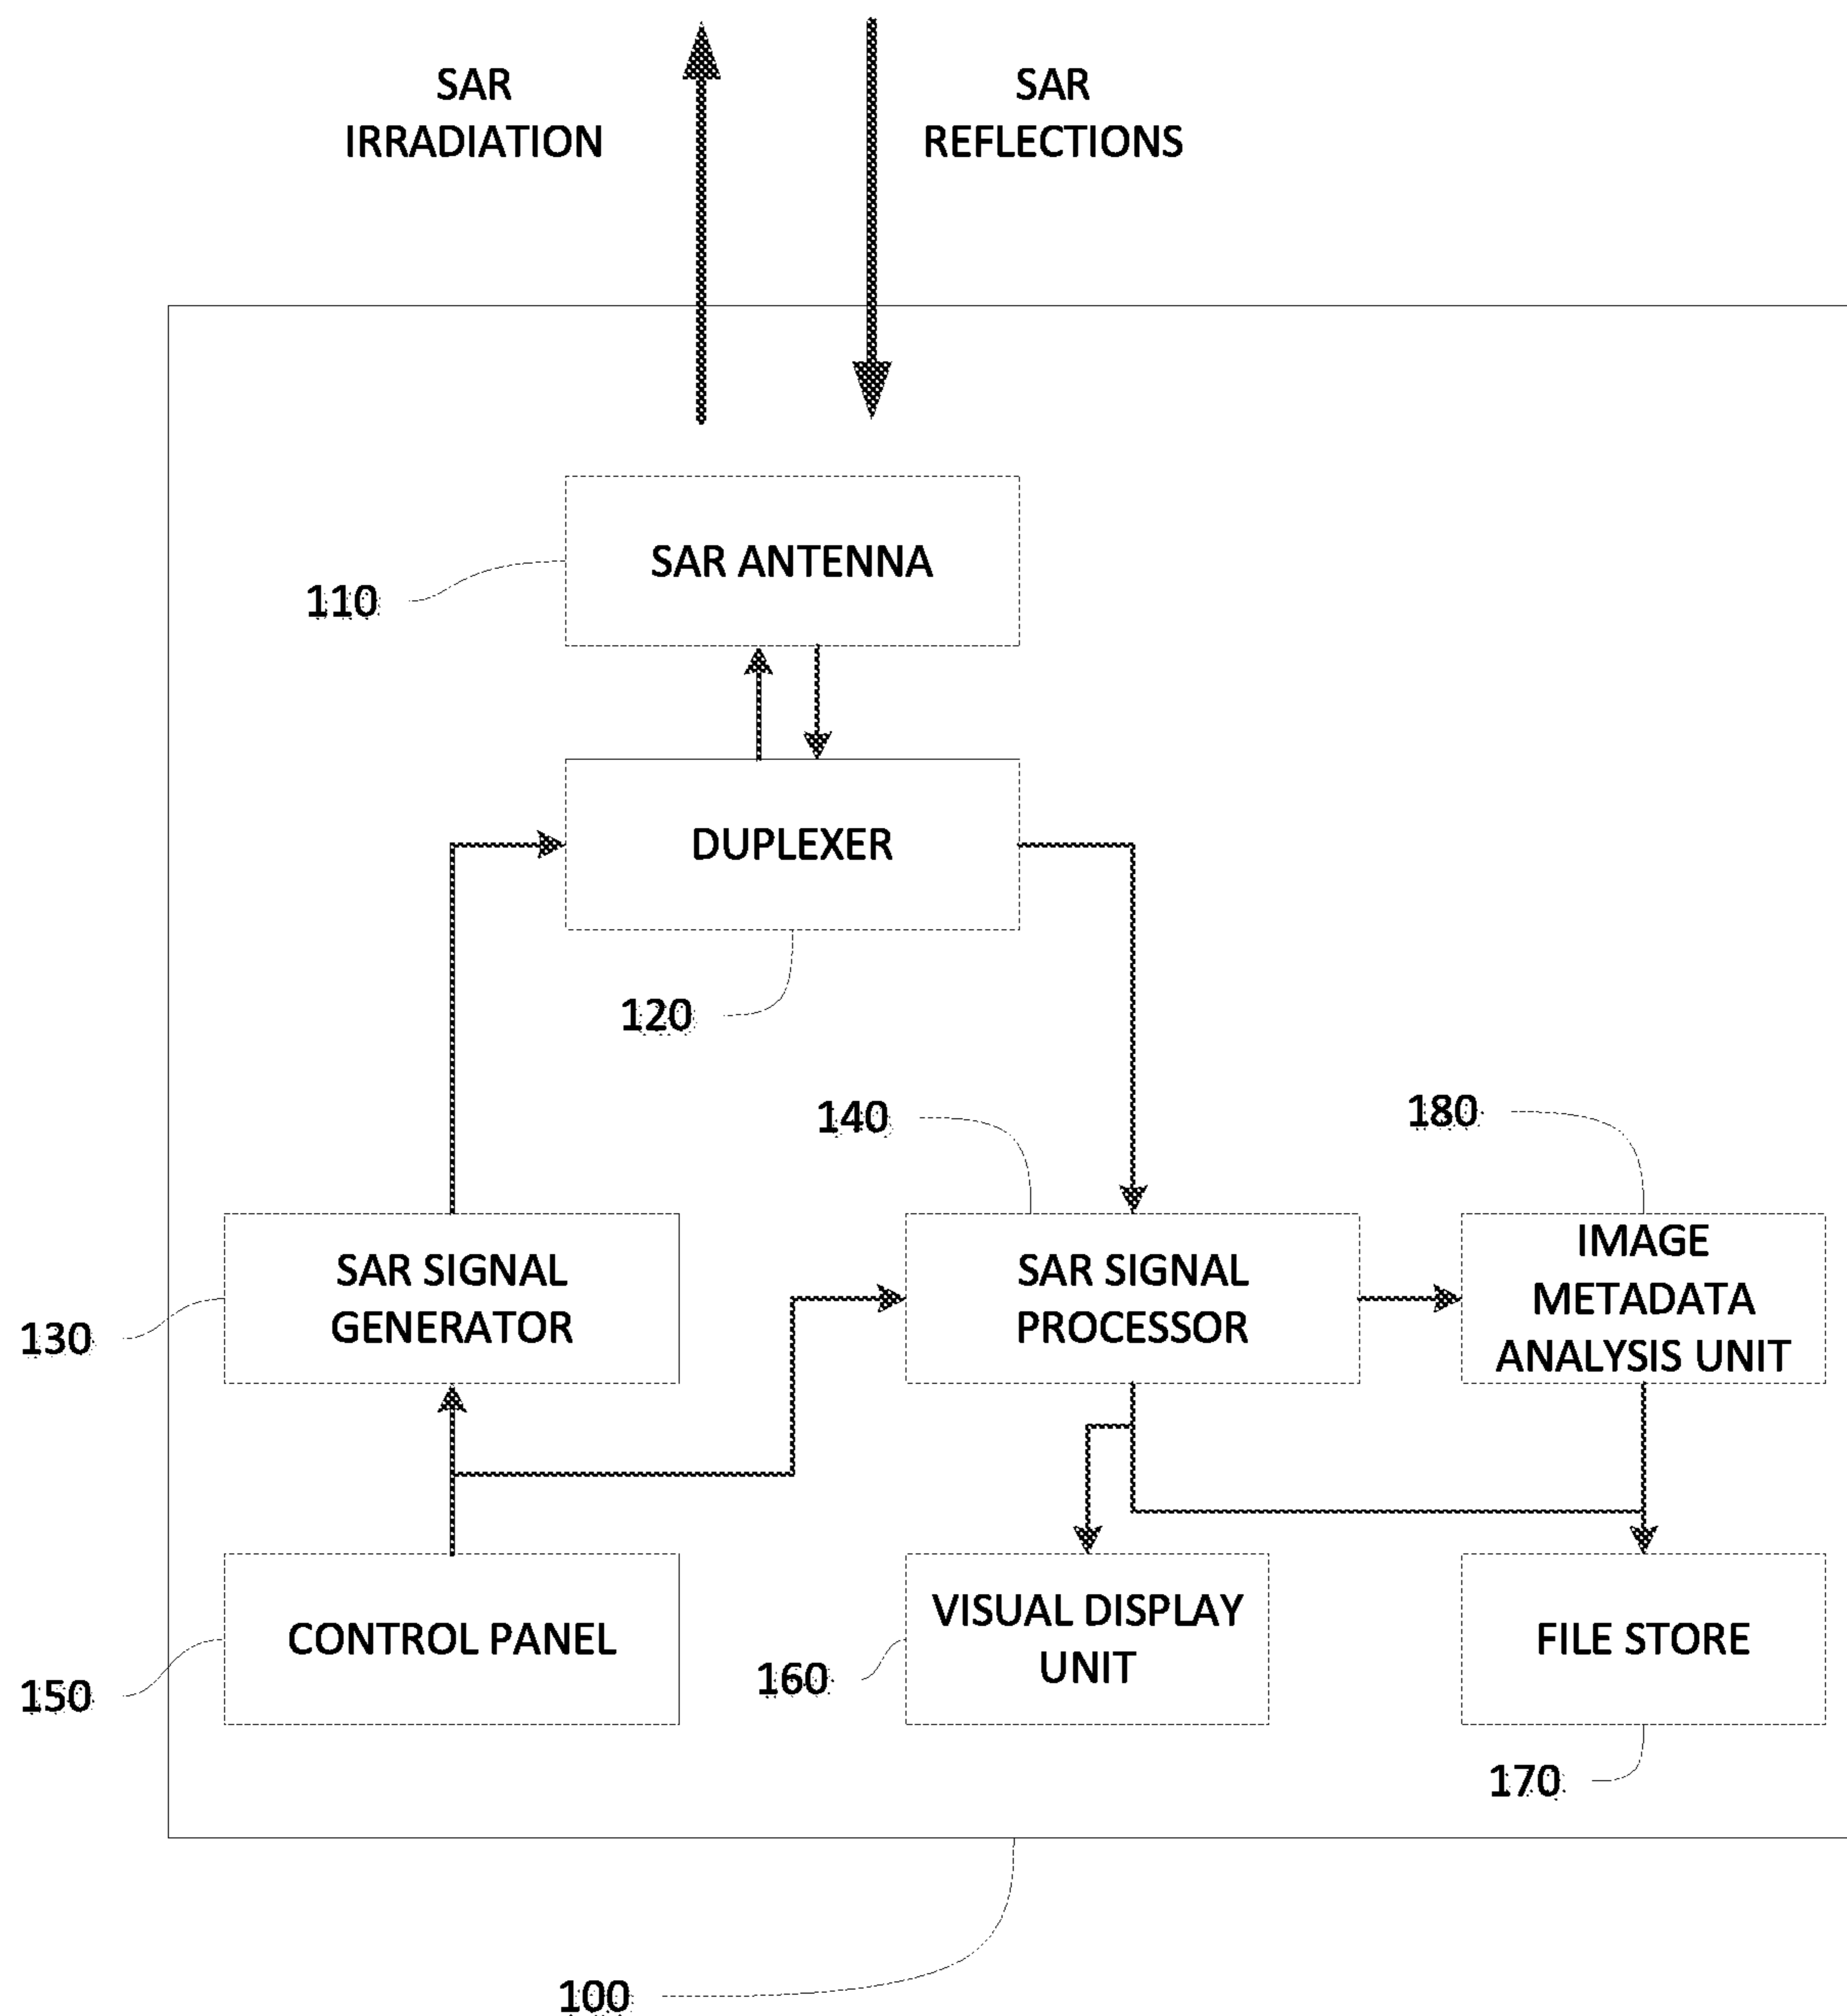 SAR
IRRADIATION
SAR
REFLECTIONS
SAR ANTENNA
110
DUPLEXER
120
140
180
SAR SIGNAL
GENERATOR
130
SAR SIGNAL
PROCESSOR
IMAGE
METADATA
ANALYSIS UNIT
CONTROL PANEL
150
VISUAL DISPLAY
UNIT
160
FILE STORE
170
100